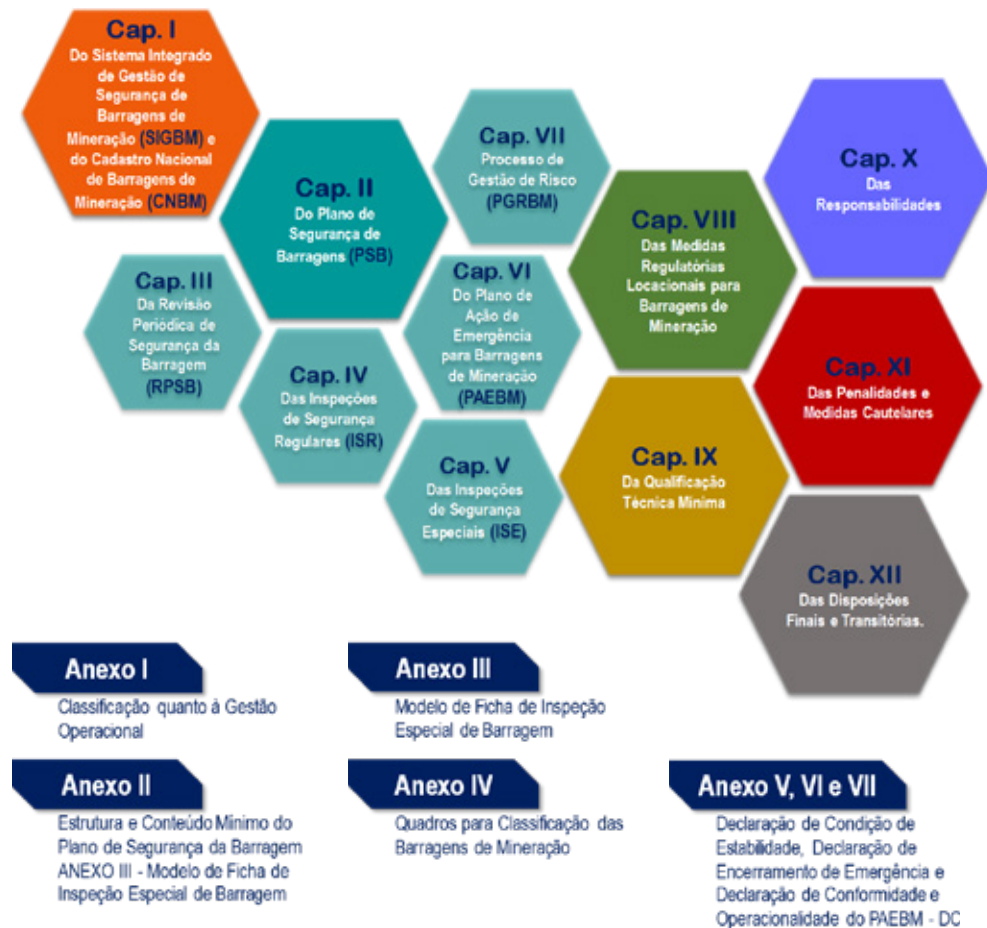 Cap. I
Do Sistema Integrado
de Gestão de
Segurança de
Barragens de
Mineração (SIGBM) e
do Cadastro Nacional
de Barragens de
Mineração (CNBM)
Cap. II
Do Plano de
Segurança de
Barragens (PSB)
Cap. III
Da Revisão
Periódica de
Segurança da
Barragem
(RPSB)
Cap. IV
Das Inspeções
de Segurança
Regulares (ISR)
Cap. V
Das Inspeções
de Segurança
Especiais (ISE)
Cap. VI
Do Plano de
Ação de
Emergência
para Barragens
de Mineração
(PAEBM)
Cap. VII
Processo de
Gestão de Risco
(PGRBM)
Cap. VIII
Das Medidas
Regulatórias
Locacionais para
Barragens de
Mineração
Cap. IX
Da Qualificação
Técnica Mínima
Cap. X
Das
Responsabilidades
Cap. XI
Das Penalidades e
Medidas Cautelares
Cap. XII
Das Disposições
Finais e Transitórias.
Anexo I
Classificação quanto à Gestão
Operacional
Anexo II
Estrutura e Conteúdo Mínimo do
Plano de Segurança da Barragem
ANEXO III - Modelo de Ficha de
Inspeção Especial de Barragem
Anexo III
Modelo de Ficha de Inspeção
Especial de Barragem
Anexo IV
Quadros para Classificação das
Barragens de Mineração
Anexo V, VI e VII
Declaração de Condição de
Estabilidade, Declaração de
Encerramento de Emergência e
Declaração de Conformidade e
Operacionalidade do PAEBM - DC